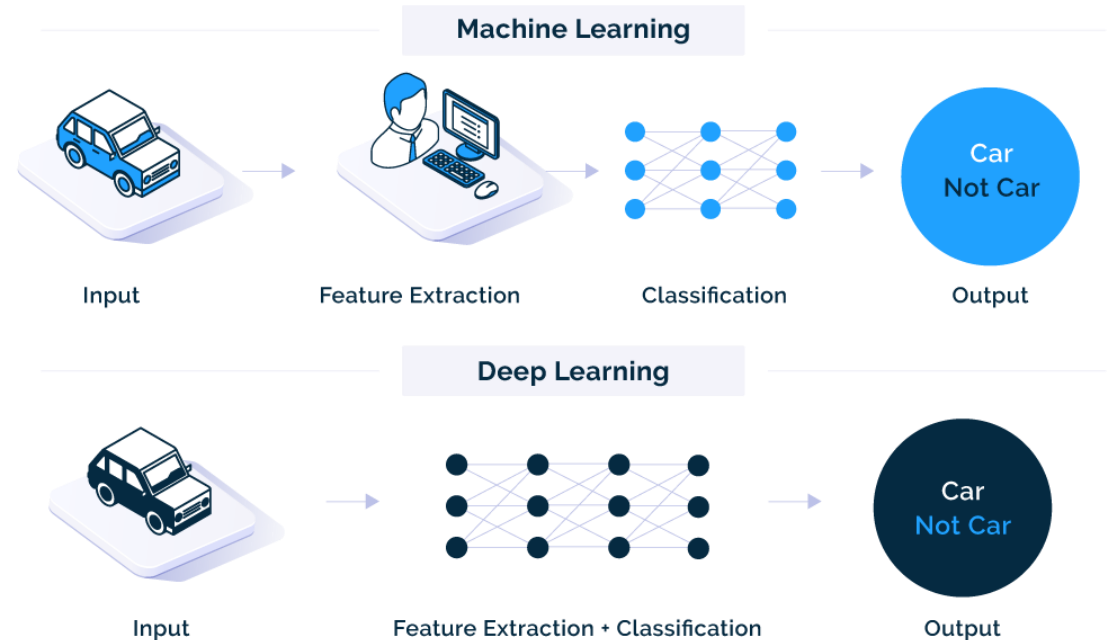 Machine Learning
Car
Not Car
Input
Feature Extraction
Classification
Output
Deep Learning
Car
Not Car
Input
Feature Extraction + Classification
Output